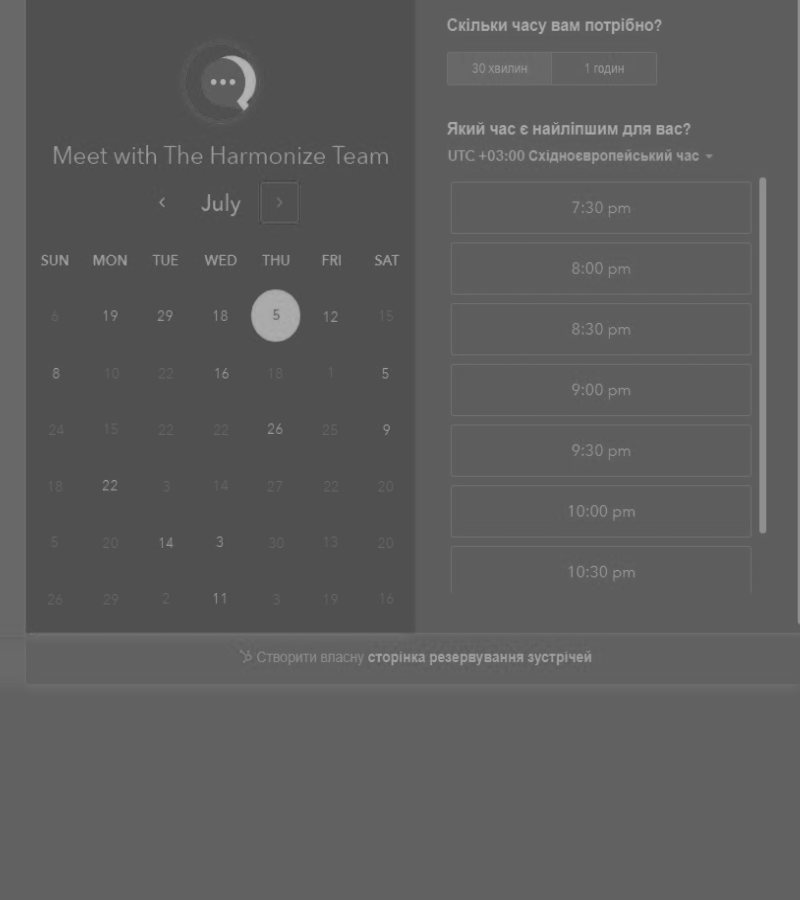 Meet with The Harmonize Team
July
SUN MON TUE WED THU FRI SAT
6 19 29 18 5 12 15
8 10 22 16 18 1 5
24 15 22 22 26 25 9
18 22 3 14 27 22 20
5 20 14 3 30 13 20
26 29 2 11 3 19 16
Скільки часу вам потрібно?
30 хвилин 1 годин
Який час є найліпшим для вас?
UTC +03:00 Східноєвропейський час
7:30 pm
8:00 pm
8:30 pm
9:00 pm
9:30 pm
10:00 pm
10:30 pm
Створити власну сторінка резервування зустрічей